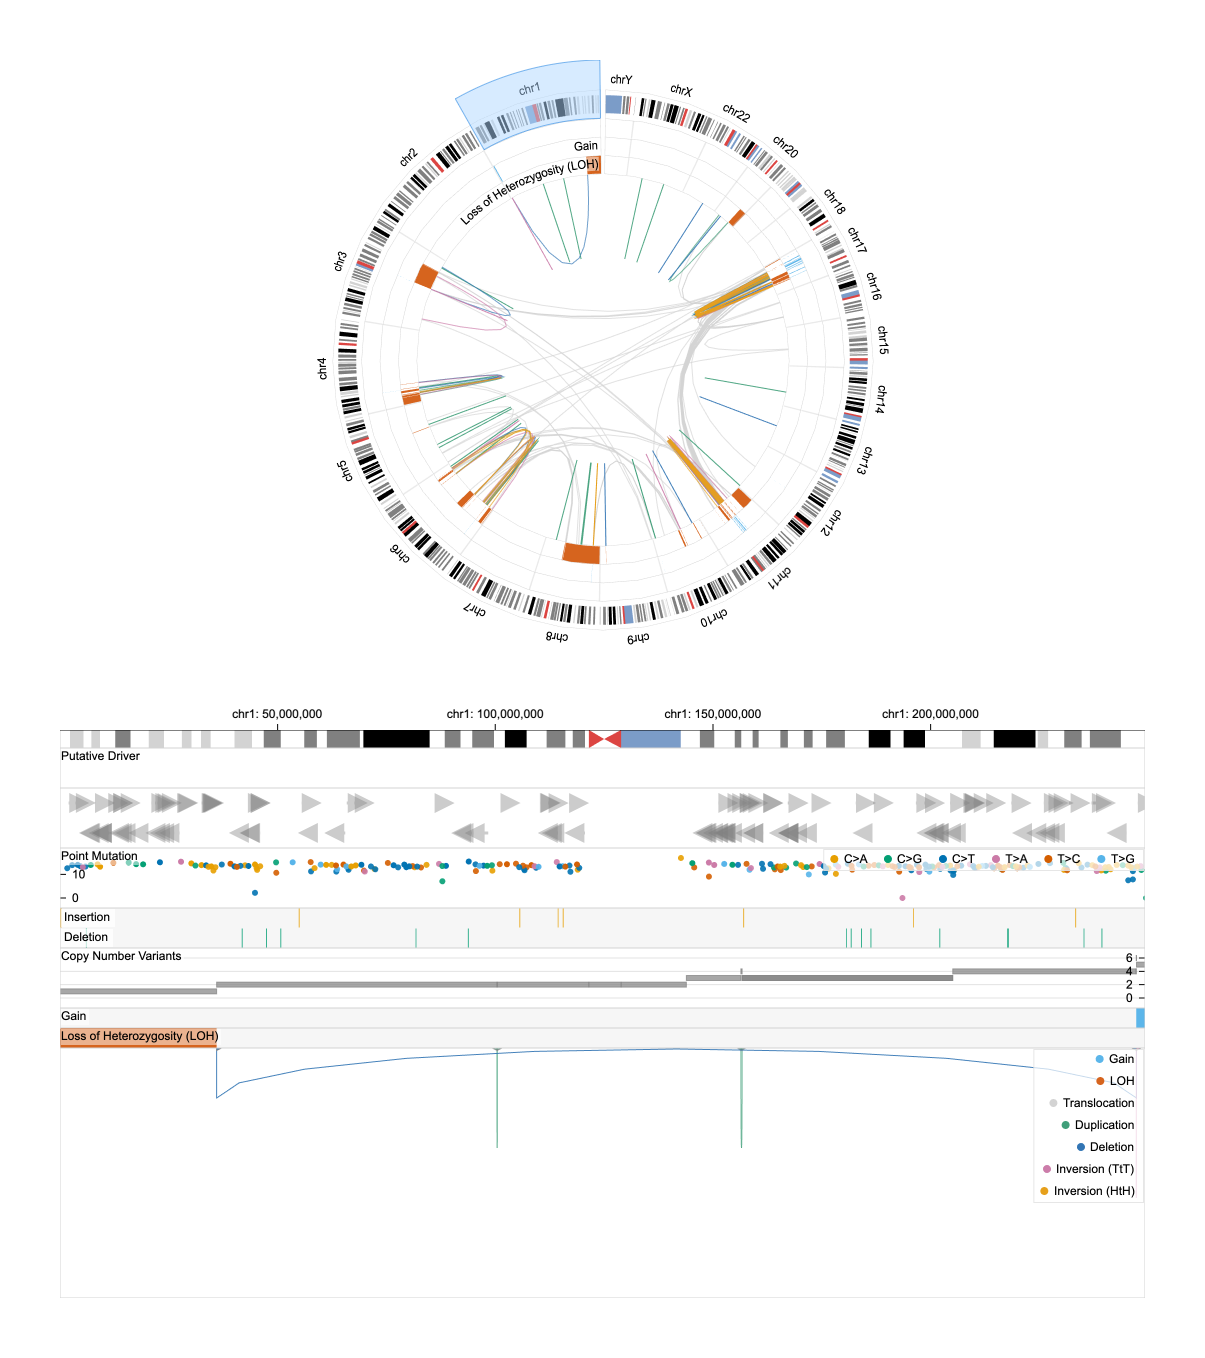 chrY
chrX
chr22
chr20
chr18
chr17
chr16
chr15
chr14
chr13
chr12
chr11
chr10
chr9
chr8
chr7
chr6
chr5
chr4
chr3
chr2
chr1
Gain
Loss of Heterozygosity (LOH)
chr1: 50,000,000 chr1: 100,000,000 chr1: 150,000,000 chr1: 200,000,000
Putative Driver
Point Mutation
C>A C>G C>T T>A T>C T>G
10
0
Insertion
Deletion
Copy Number Variants
6
4
2
0
Gain
Loss of Heterozygosity (LOH)
Gain
LOH
Translocation
Duplication
Deletion
Inversion (TtT)
Inversion (HtH)